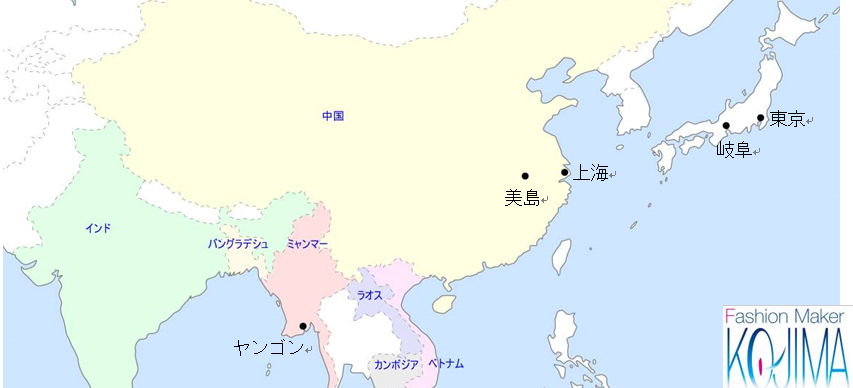 中国
東京
岐阜
上海
美島
インド
バングラデシュ
ミャンマー
ラオス
ヤンゴン
カンボジア
ベトナム
Fashion Maker
KOJIMA